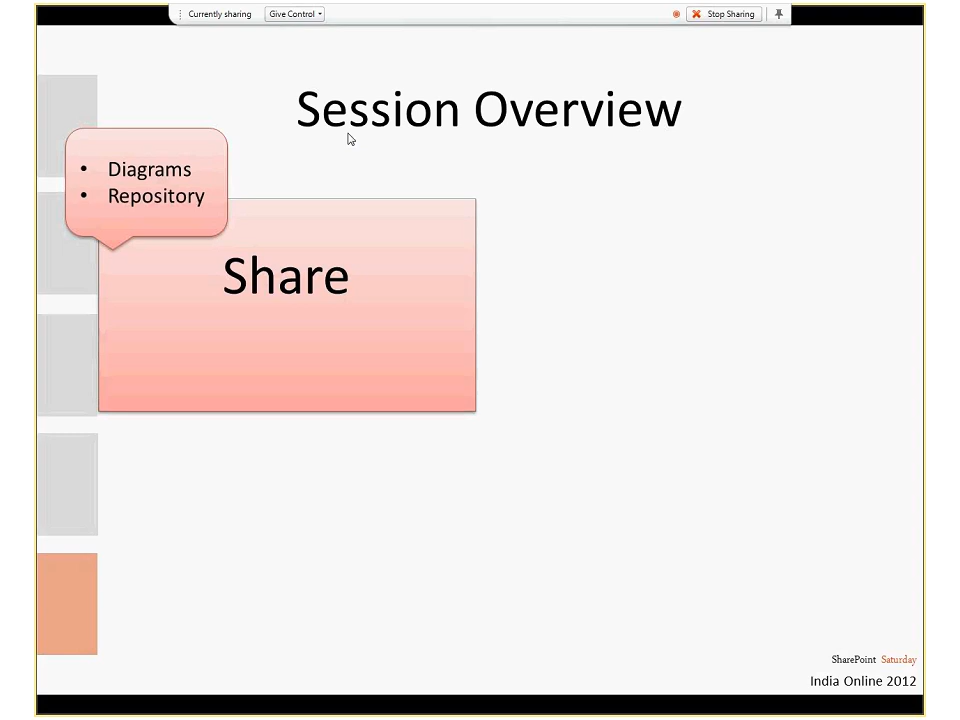 Currently sharing Give Control Stop Sharing
Session Overview
• Diagrams
• Repository
Share
SharePoint Saturday
India Online 2012